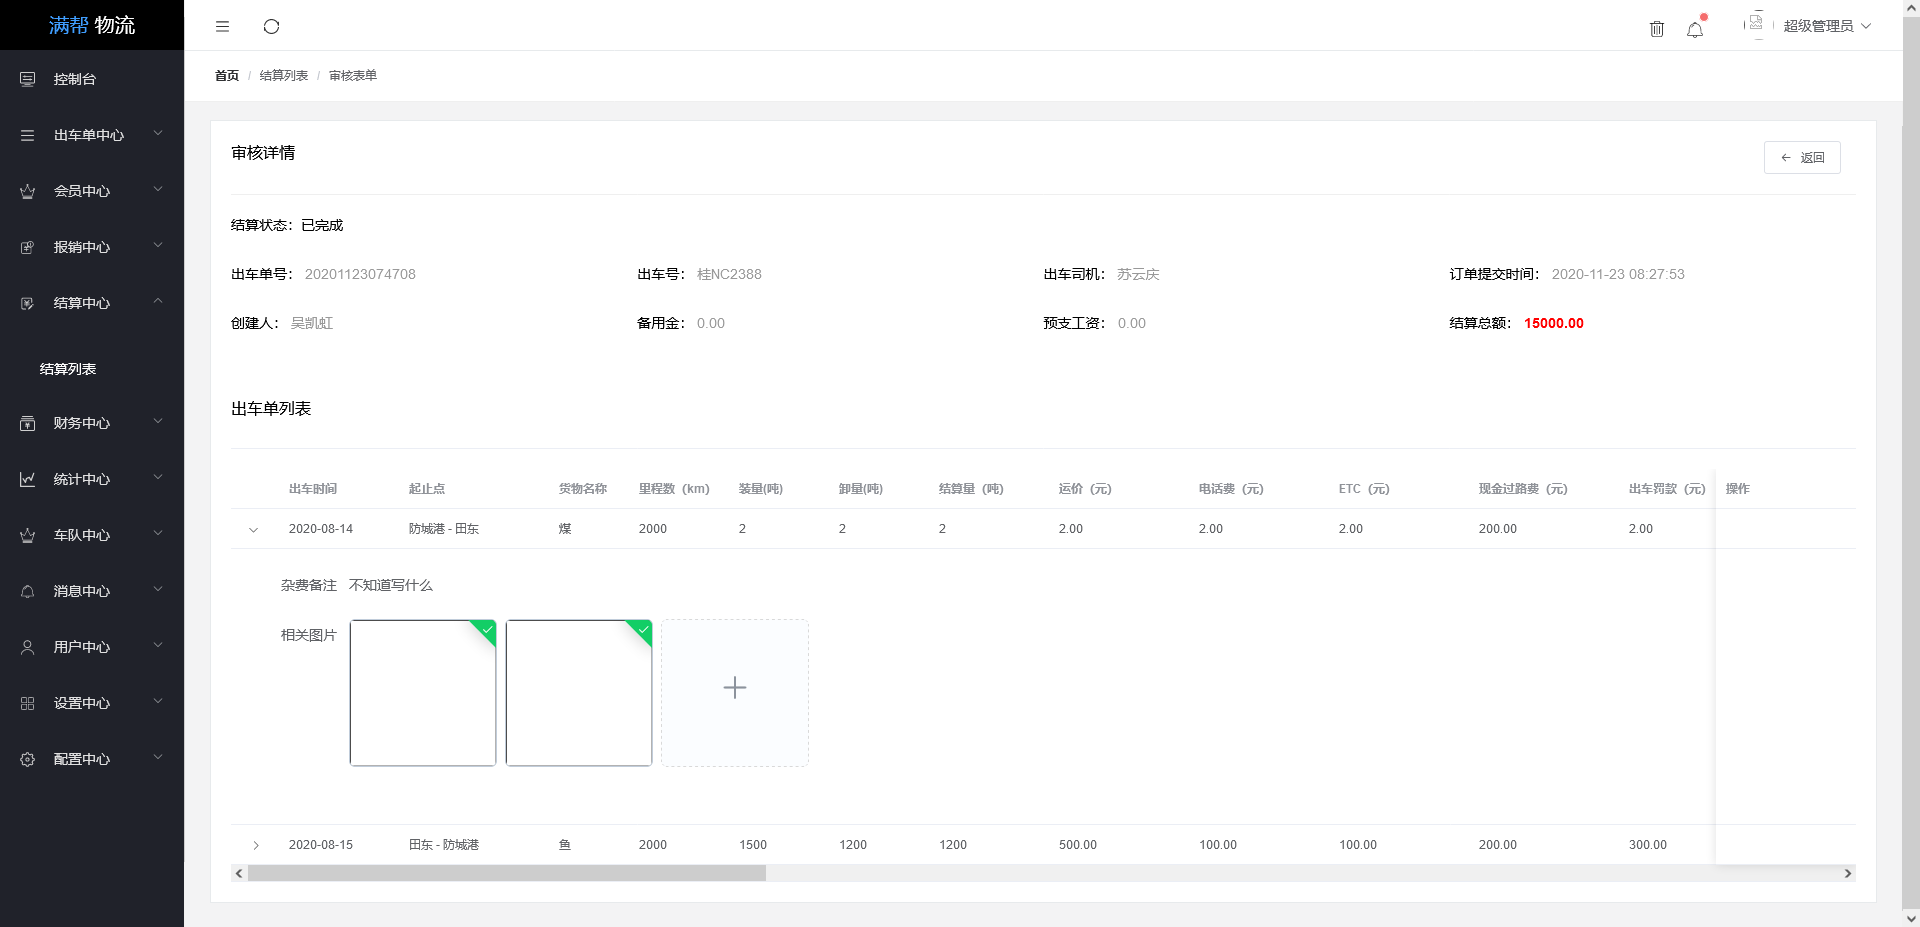 满帮 物流
控制台
出车单中心
会员中心
报销中心
结算中心
结算列表
财务中心
统计中心
车队中心
消息中心
用户中心
设置中心
配置中心
超级管理员
首页 / 结算列表 / 审核表单
审核详情
返回
结算状态：已完成
出车单号： 20201123074708 出车号： 桂NC2388 出车司机： 苏云庆 订单提交时间： 2020-11-23 08:27:53
创建人： 吴凯虹 备用金： 0.00 预支工资： 0.00 结算总额： 15000.00
出车单列表
出车时间 起止点 货物名称 里程数（km） 装量(吨) 卸量(吨) 结算量（吨） 运价（元） 电话费（元） ETC（元） 现金过路费（元） 出车罚款（元） 操作
2020-08-14 防城港 - 田东 煤 2000 2 2 2 2.00 2.00 2.00 200.00 2.00
杂费备注 不知道写什么
相关图片
2020-08-15 田东 - 防城港 鱼 2000 1500 1200 1200 500.00 100.00 100.00 200.00 300.00